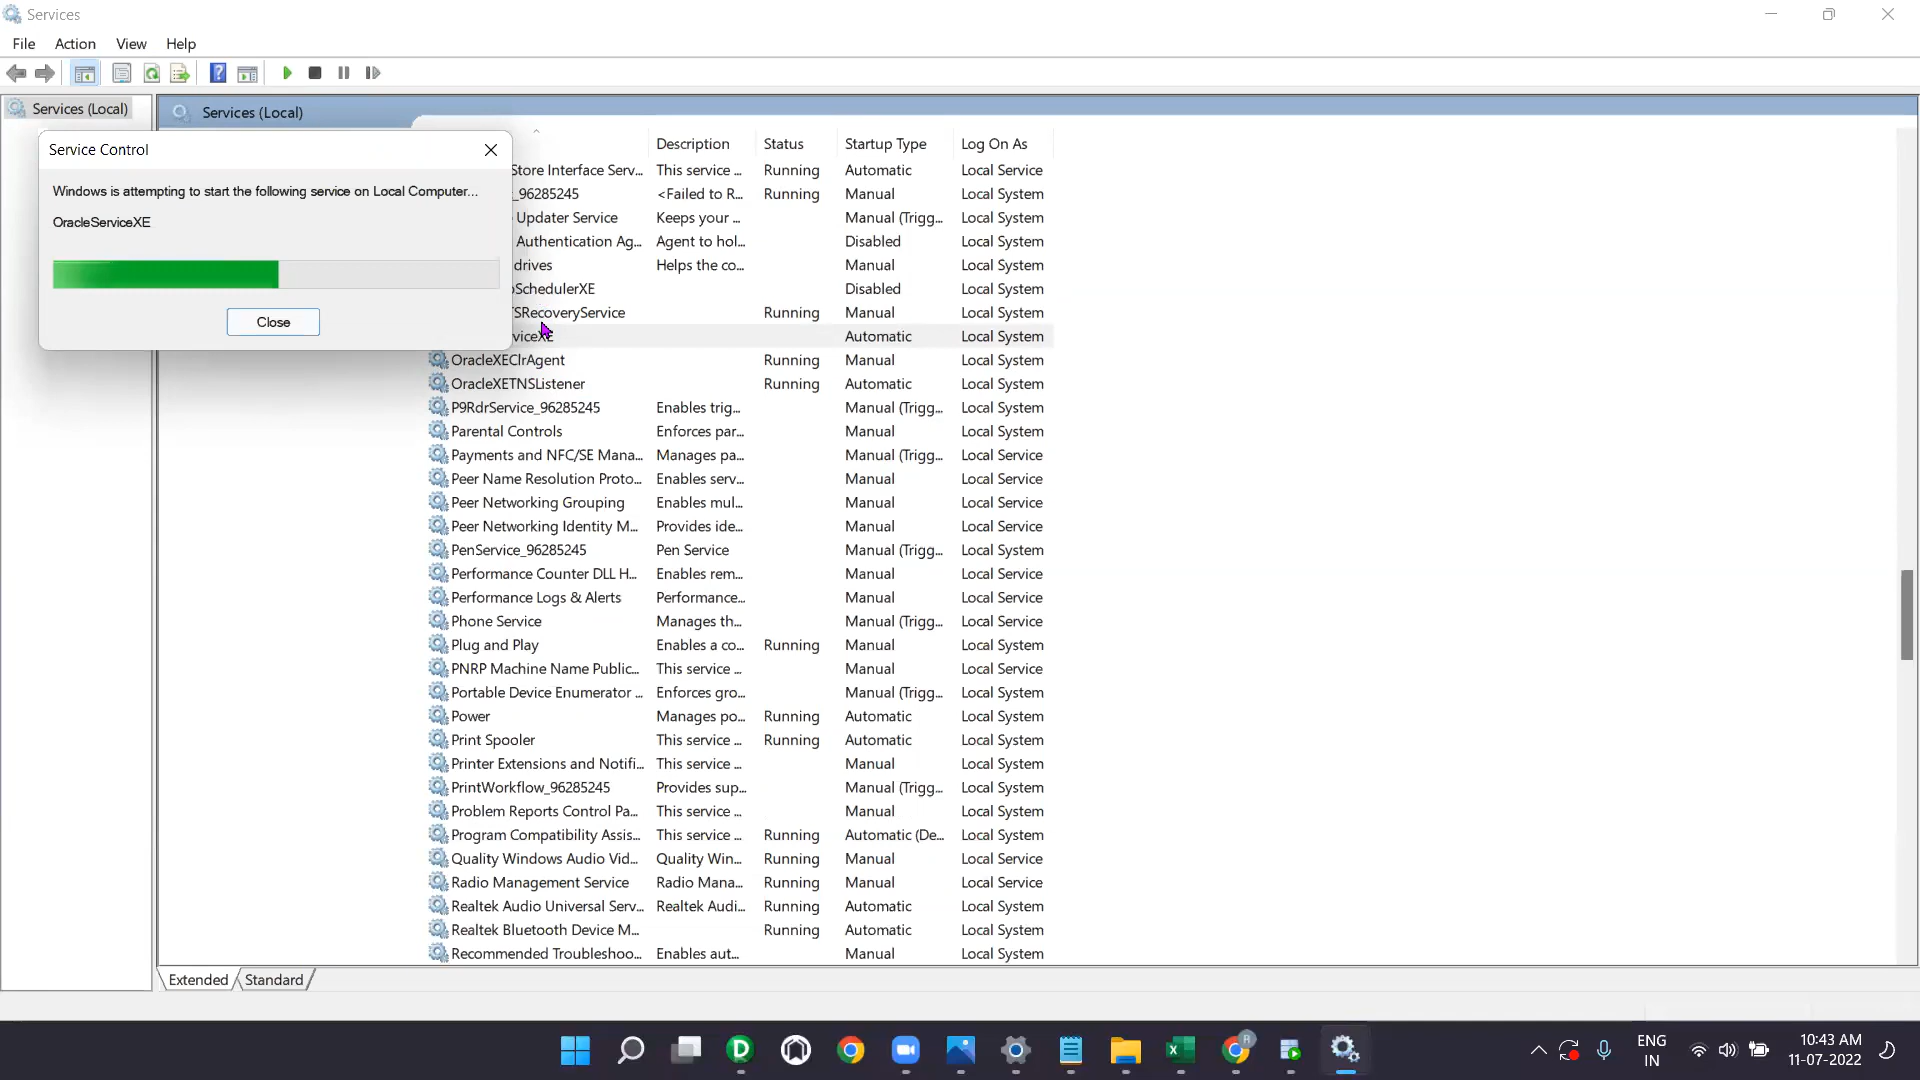 Services
File Action View Help
Services (Local)
Services (Local)
Service Control
Windows is attempting to start the following service on Local Computer...
OracleServiceXE
Close
Description Status Startup Type Log On As
Store Interface Serv... This service ... Running Automatic Local Service
_96285245 <Failed to R... Running Manual Local System
Updater Service Keeps your ... Manual (Trigg... Local System
Authentication Ag... Agent to hol... Disabled Local System
drives Helps the co... Manual Local System
SchedulerXE Disabled Local System
TSRecoveryService Running Manual Local System
viceXE Automatic Local System
OracleXEClrAgent Running Manual Local System
OracleXETNSListener Running Automatic Local System
P9RdrService_96285245 Enables trig... Manual (Trigg... Local System
Parental Controls Enforces par... Manual Local System
Payments and NFC/SE Mana... Manages pa... Manual (Trigg... Local Service
Peer Name Resolution Proto... Enables serv... Manual Local Service
Peer Networking Grouping Enables mul... Manual Local Service
Peer Networking Identity M... Provides ide... Manual Local Service
PenService_96285245 Pen Service Manual (Trigg... Local System
Performance Counter DLL H... Enables rem... Manual Local Service
Performance Logs & Alerts Performance... Manual Local Service
Phone Service Manages th... Manual (Trigg... Local Service
Plug and Play Enables a co... Running Manual Local System
PNRP Machine Name Public... This service ... Manual Local Service
Portable Device Enumerator ... Enforces gro... Manual (Trigg... Local System
Power Manages po... Running Automatic Local System
Print Spooler This service ... Running Automatic Local System
Printer Extensions and Notifi... This service ... Manual Local System
PrintWorkflow_96285245 Provides sup... Manual (Trigg... Local System
Problem Reports Control Pa... This service ... Manual Local System
Program Compatibility Assis... This service ... Running Automatic (De... Local System
Quality Windows Audio Vid... Quality Win... Running Manual Local Service
Radio Management Service Radio Mana... Running Manual Local Service
Realtek Audio Universal Serv... Realtek Audi... Running Automatic Local System
Realtek Bluetooth Device M... Running Automatic Local System
Recommended Troubleshoo... Enables aut... Manual Local System
Extended Standard
ENG
IN
10:43 AM
11-07-2022